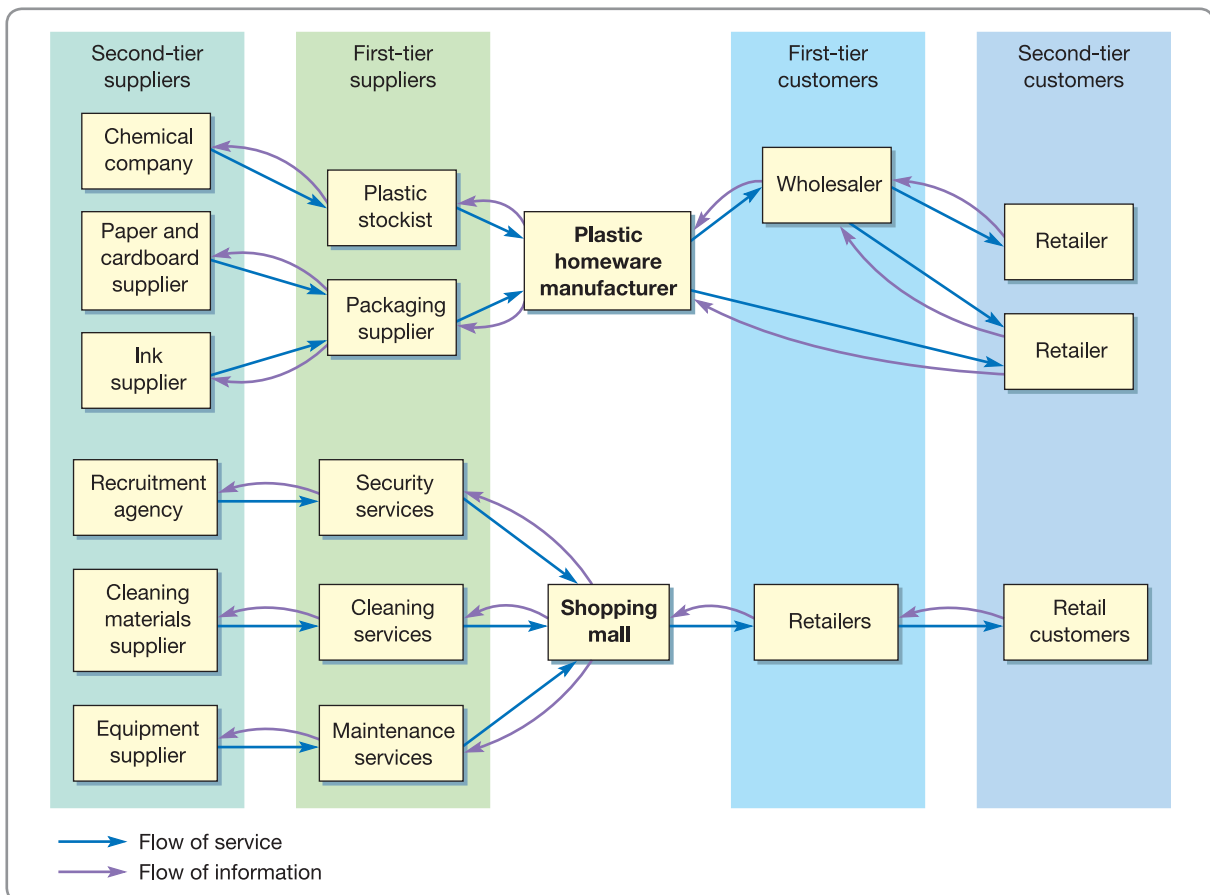 Second-tier
suppliers
First-tier
suppliers
First-tier
customers
Second-tier
customers
Chemical
company
Plastic
stockist
Wholesaler
Paper and
cardboard
supplier
Plastic
homeware
manufacturer
Retailer
Packaging
supplier
Ink
supplier
Retailer
Recruitment
agency
Security
services
Cleaning
materials
supplier
Cleaning
services
Shopping
mall
Retailers
Retail
customers
Equipment
supplier
Maintenance
services
Flow of service
Flow of information